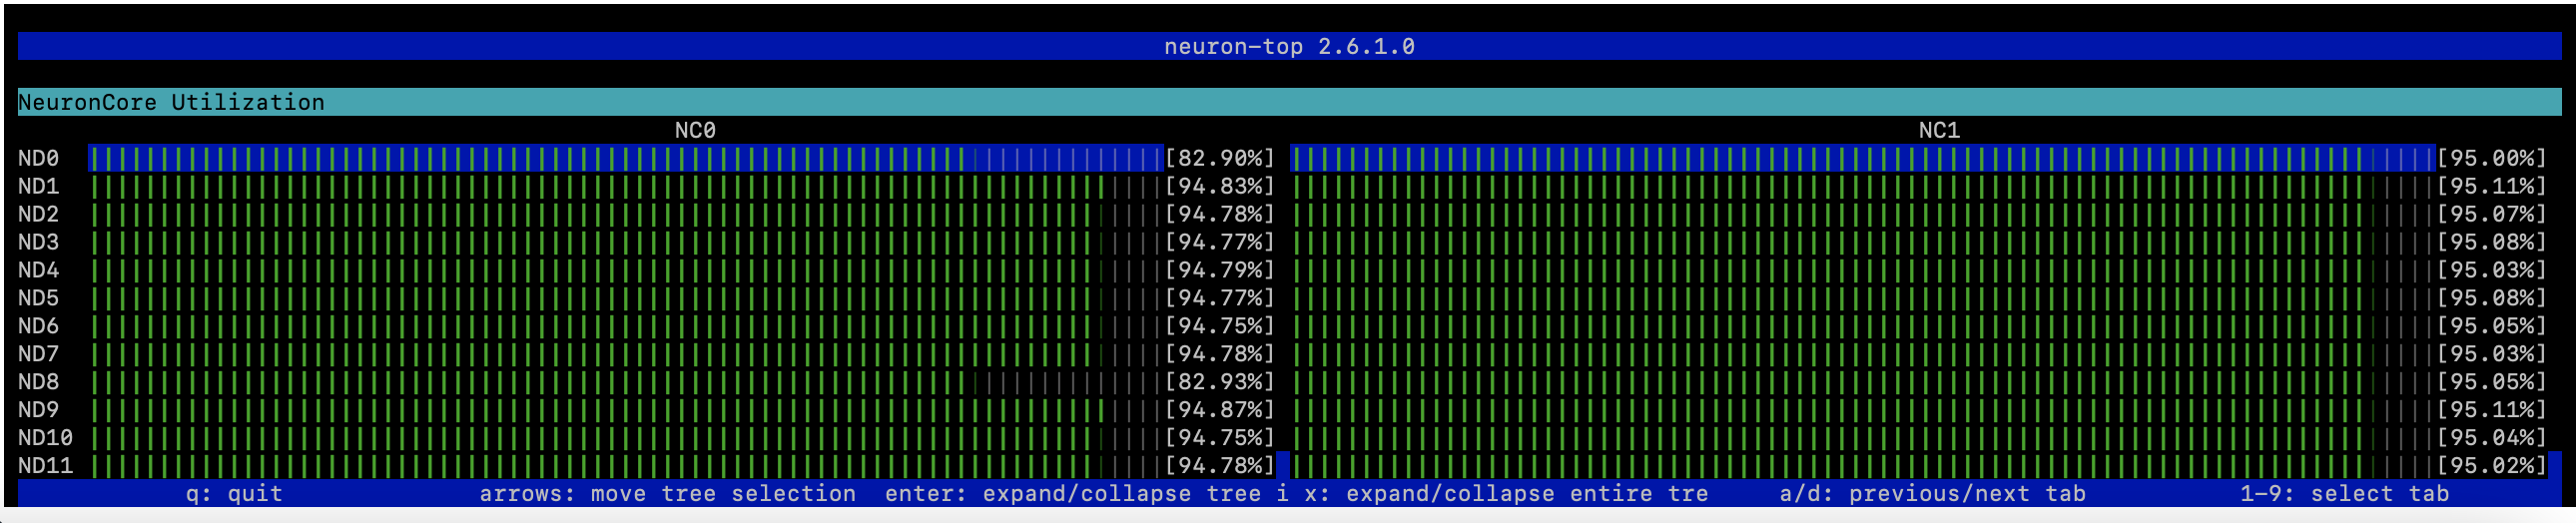 neuron-top 2.6.1.0
NeuronCore Utilization
NC0 NC1
ND0 [82.90%] [95.00%]
ND1 [94.83%] [95.11%]
ND2 [94.78%] [95.07%]
ND3 [94.77%] [95.08%]
ND4 [94.79%] [95.03%]
ND5 [94.77%] [95.08%]
ND6 [94.75%] [95.05%]
ND7 [94.78%] [95.03%]
ND8 [82.93%] [95.05%]
ND9 [94.87%] [95.11%]
ND10 [94.75%] [95.04%]
ND11 [94.78%] [95.02%]
q: quit arrows: move tree selection enter: expand/collapse tree i x: expand/collapse entire tre a/d: previous/next tab 1-9: select tab